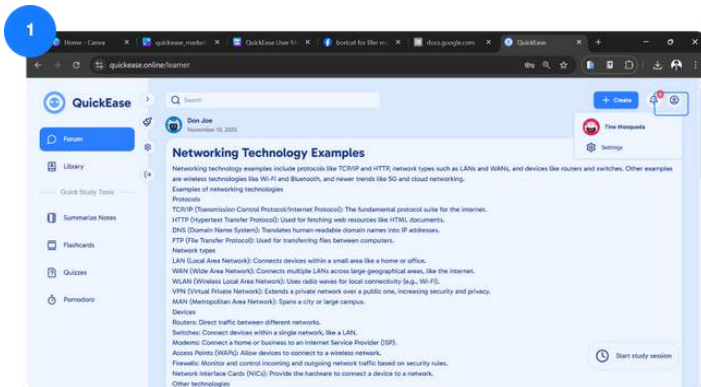 1
Home - Canva
quickease_market
QuickEase User M
docs.google.com
QuickEase
quickease.online/learner
QuickEase
Search
+ Create
Don Joe
November 15, 2025
Tine Mosqueda
Settings
Forum
Library
Quick Study Tools
Summarize Notes
Flashcards
Quizzes
Pomodoro
Networking Technology Examples
Networking technology examples include protocols like TCP/IP and HTTP, network types such as LANs and WANs, and devices like routers and switches. Other examples
are wireless technologies like Wi-Fi and Bluetooth, and newer trends like 5G and cloud networking.
Examples of networking technologies
Protocols
TCP/IP (Transmission Control Protocol/Internet Protocol): The fundamental protocol suite for the internet.
HTTP (Hypertext Transfer Protocol): Used for fetching web resources like HTML documents.
DNS (Domain Name System): Translates human-readable domain names into IP addresses.
FTP (File Transfer Protocol): Used for transferring files between computers.
Network types
LAN (Local Area Network): Connects devices within a small area like a home or office.
WAN (Wide Area Network): Connects multiple LANs across large geographical areas, like the internet.
WLAN (Wireless Local Area Network): Uses radio waves for local connectivity (e.g., Wi-Fi).
VPN (Virtual Private Network): Extends a private network over a public one, increasing security and privacy.
MAN (Metropolitan Area Network): Spans a city or large campus.
Devices
Routers: Direct traffic between different networks.
Switches: Connect devices within a single network, like a LAN.
Modems: Connect a home or business to an Internet Service Provider (ISP).
Access Points (WAPs): Allow devices to connect to a wireless network.
Firewalls: Monitor and control incoming and outgoing network traffic based on security rules.
Network Interface Cards (NICs): Provide the hardware to connect a device to a network.
Other technologies
Start study session